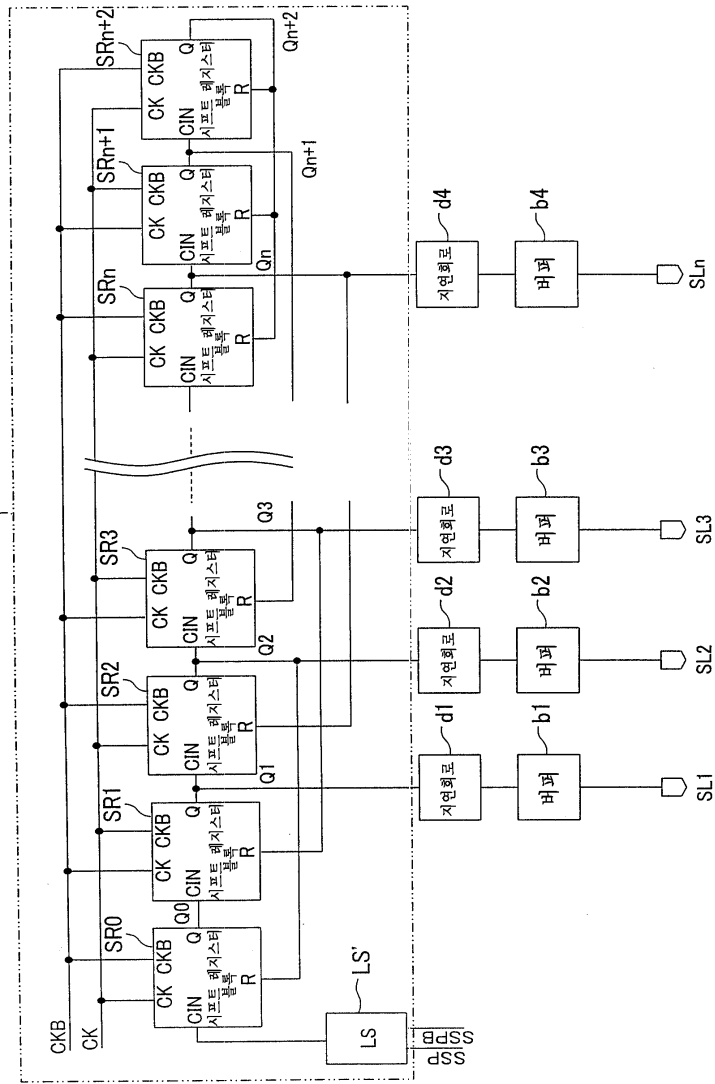 SRn+2
SRn+1
SRn
SR3
SR2
SR1
SR0
CKB
CK
CK CKB
CIN Q
시프트 레지스터
블록
R
CK CKB
CIN Q
시프트 레지스터
블록
R
CK CKB
CIN Q
시프트 레지스터
블록
R
CK CKB
CIN Q
시프트 레지스터
블록
R
CK CKB
CIN Q
시프트 레지스터
블록
R
CK CKB
CIN Q
시프트 레지스터
블록
R
CK CKB
CIN Q
시프트 레지스터
블록
R
Q0
Q1
Q2
Q3
Qn
Qn+1
Qn+2
LS
LS'
SSP
SSPB
지연회로
d1
지연회로
d2
지연회로
d3
지연회로
d4
버퍼
b1
버퍼
b2
버퍼
b3
버퍼
b4
SL1
SL2
SL3
SLn